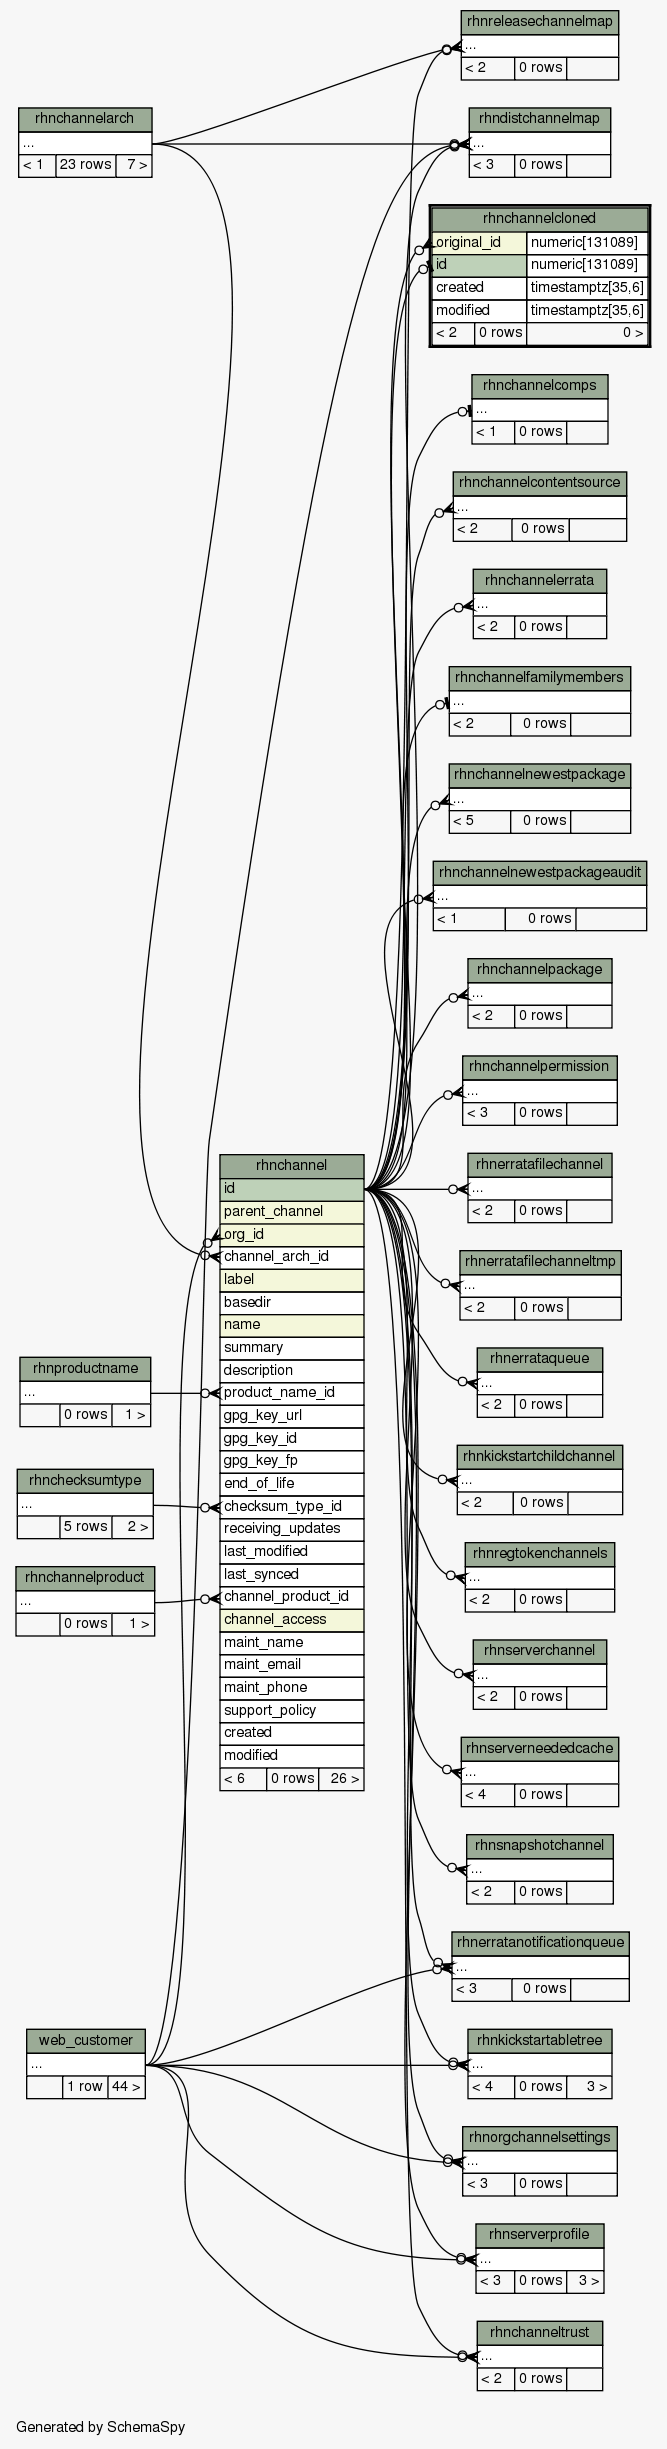 rhnreleasechannelmap
...
< 2 0 rows
rhnchannelarch
...
< 1 23 rows 7 >
rhndistchannelmap
...
< 3 0 rows
rhnchannelcloned
original_id numeric[131089]
id numeric[131089]
created timestamptz[35,6]
modified timestamptz[35,6]
< 2 0 rows 0 >
rhnchannelcomps
...
< 1 0 rows
rhnchannelcontentsource
...
< 2 0 rows
rhnchannelerrata
...
< 2 0 rows
rhnchannelfamilymembers
...
< 2 0 rows
rhnchannelnewestpackage
...
< 5 0 rows
rhnchannelnewestpackageaudit
...
< 1 0 rows
rhnchannelpackage
...
< 2 0 rows
rhnchannelpermission
...
< 3 0 rows
rhnchannel
id
parent_channel
org_id
channel_arch_id
label
basedir
name
summary
description
product_name_id
gpg_key_url
gpg_key_id
gpg_key_fp
end_of_life
checksum_type_id
receiving_updates
last_modified
last_synced
channel_product_id
channel_access
maint_name
maint_email
maint_phone
support_policy
created
modified
< 6 0 rows 26 >
rhnerratafilechannel
...
< 2 0 rows
rhnerratafilechanneltmp
...
< 2 0 rows
rhnerrataqueue
...
< 2 0 rows
rhnproductname
...
0 rows 1 >
rhnkickstartchildchannel
...
< 2 0 rows
rhnchecksumtype
...
5 rows 2 >
rhnregtokenchannels
...
< 2 0 rows
rhnchannelproduct
...
0 rows 1 >
rhnserverchannel
...
< 2 0 rows
rhnserverneededcache
...
< 4 0 rows
rhnsnapshotchannel
...
< 2 0 rows
rhnerratanotificationqueue
...
< 3 0 rows
web_customer
...
1 row 44 >
rhnkickstartabletree
...
< 4 0 rows 3 >
rhnorgchannelsettings
...
< 3 0 rows
rhnserverprofile
...
< 3 0 rows 3 >
rhnchanneltrust
...
< 2 0 rows
Generated by SchemaSpy